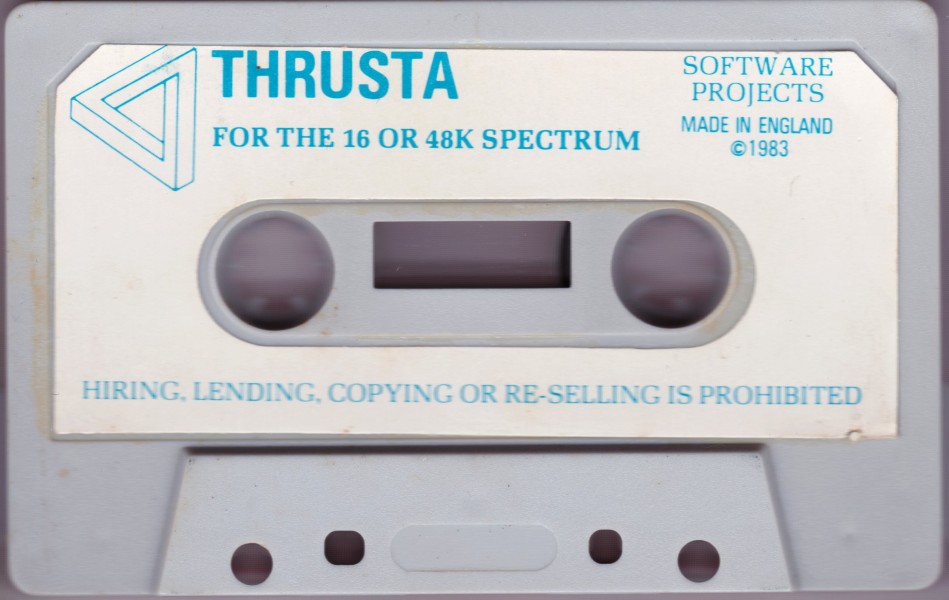 THRUSTA
FOR THE 16 OR 48K SPECTRUM
SOFTWARE
PROJECTS
MADE IN ENGLAND
©1983
HIRING, LENDING, COPYING OR RE-SELLING IS PROHIBITED